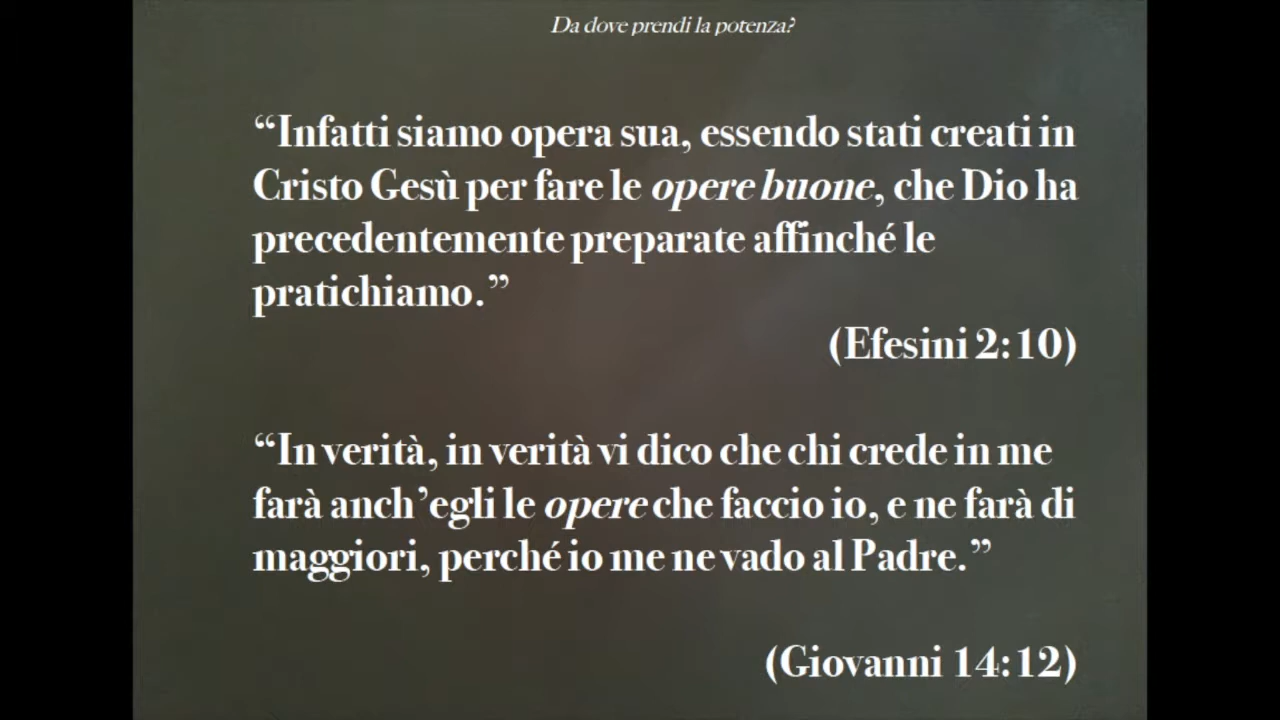 Da dove prendi la potenza?
“Infatti siamo opera sua, essendo stati creati in
Cristo Gesù per fare le opere buone, che Dio ha
precedentemente preparate affinché le
pratichiamo.”
(Efesini 2:10)
“In verità, in verità vi dico che chi crede in me
farà anch’egli le opere che faccio io, e ne farà di
maggiori, perché io me ne vado al Padre.”
(Giovanni 14:12)